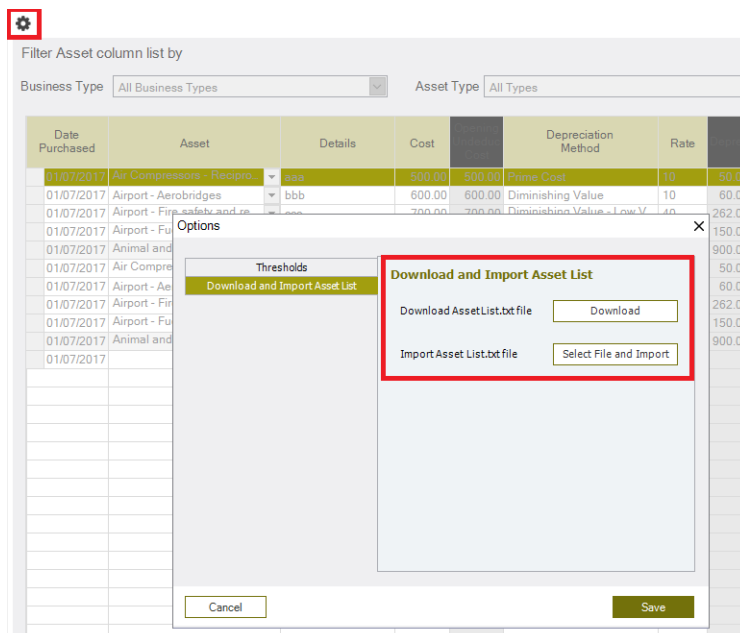 Filter Asset column list by
Business Type All Business Types Asset Type All Types
Date Purchased Asset Details Cost Depreciation Method Rate
01/07/2017 Air Compressors - Recipro... aaa 500.00 500.00 Prime Cost 10 50.0
01/07/2017 Airport - Aerobridges bbb 600.00 600.00 Diminishing Value 10 60.0
01/07/2017 Airport - Fire safety and re 700.00 700.00 Diminishing Value - Low V 40 262.0
01/07/2017 Airport - Fu 150.0
01/07/2017 Animal and 900.0
01/07/2017 Air Compre 50.0
01/07/2017 Airport - Ae 60.0
01/07/2017 Airport - Fir 262.0
01/07/2017 Airport - Fu 150.0
01/07/2017 Animal and 900.0
01/07/2017
Options
Thresholds
Download and Import Asset List
Download and Import Asset List
Download AssetList.txt file Download
Import Asset List.txt file Select File and Import
Cancel Save